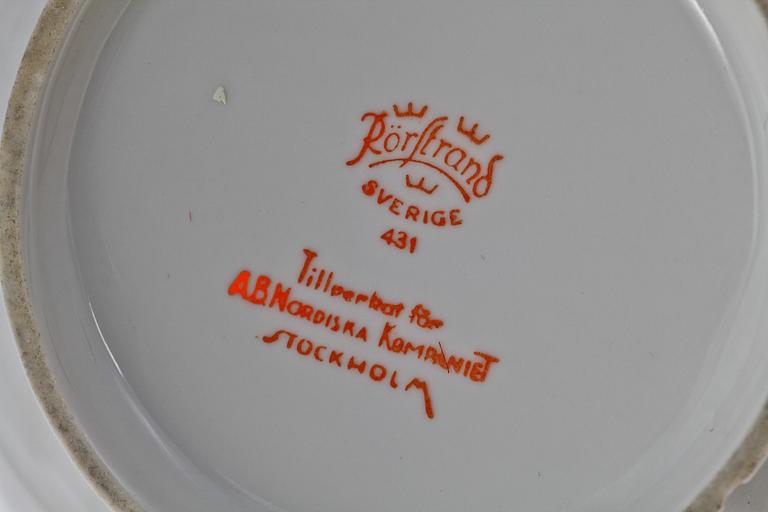 Rörstrand
SVERIGE
431
Tillverkat för
A.B. NORDISKA KOMPANIET
STOCKHOLM